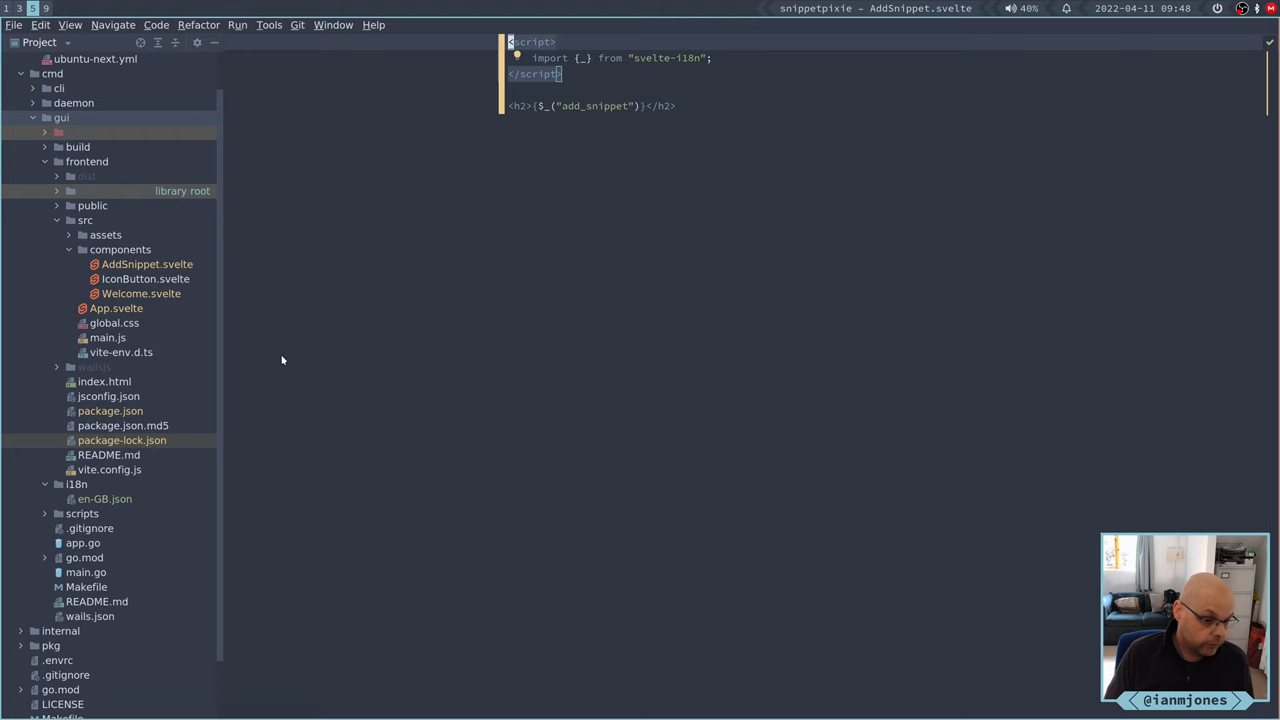 1 3 5 9
snippetpixie – AddSnippet.svelte
40%
2022-04-11 09:48
File Edit View Navigate Code Refactor Run Tools Git Window Help
Project
ubuntu-next.yml
cmd
cli
daemon
gui
build
frontend
dist
library root
public
src
assets
components
AddSnippet.svelte
IconButton.svelte
Welcome.svelte
App.svelte
global.css
main.js
vite-env.d.ts
wailsjs
index.html
jsconfig.json
package.json
package.json.md5
package-lock.json
README.md
vite.config.js
i18n
en-GB.json
scripts
.gitignore
app.go
go.mod
main.go
Makefile
README.md
wails.json
internal
pkg
.envrc
.gitignore
go.mod
LICENSE
Makefile
<script>
import {_} from "svelte-i18n";
</script>
<h2>{$_("add_snippet")}</h2>
@ianmjones